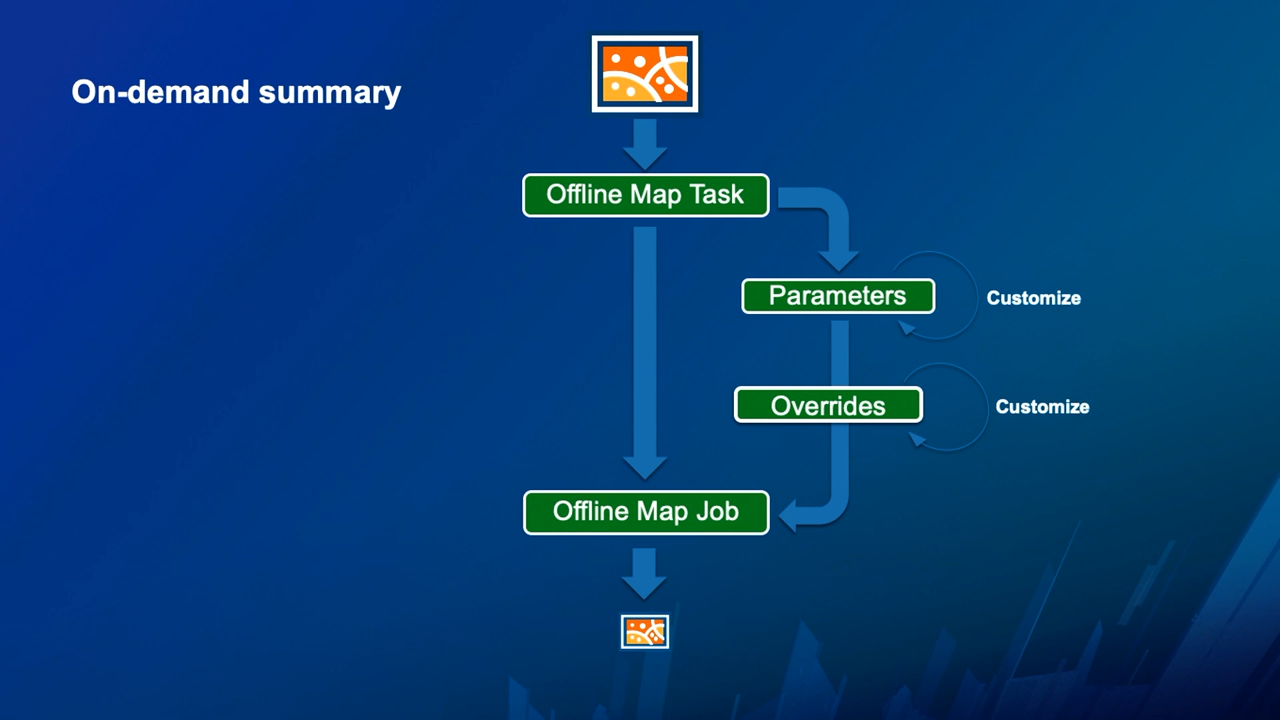 On-demand summary
Offline Map Task
Parameters
Customize
Overrides
Customize
Offline Map Job